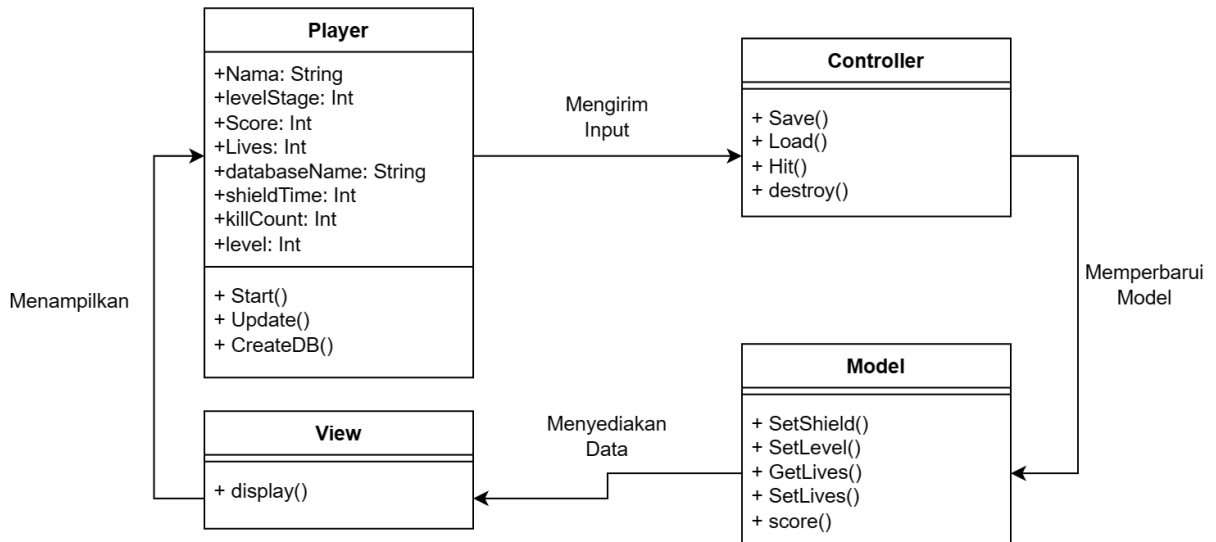 Player
+Nama: String
+levelStage: Int
+Score: Int
+Lives: Int
+databaseName: String
+shieldTime: Int
+killCount: Int
+level: Int
+ Start()
+ Update()
+ CreateDB()
Mengirim
Input
Controller
+ Save()
+ Load()
+ Hit()
+ destroy()
Memperbarui
Model
Model
+ SetShield()
+ SetLevel()
+ GetLives()
+ SetLives()
+ score()
Menyediakan
Data
View
+ display()
Menampilkan